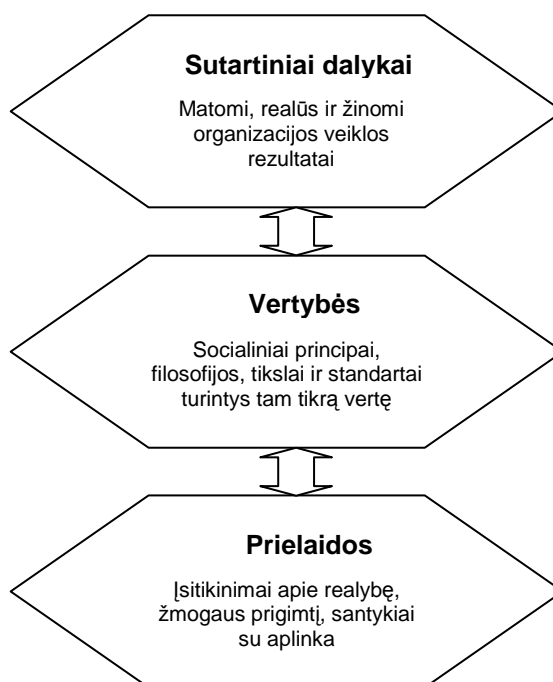 Sutartiniai dalykai
Matomi, realūs ir žinomi
organizacijos veiklos
rezultatai
Vertybės
Socialiniai principai,
filosofijos, tikslai ir standartai
turintys tam tikrą vertę
Prielaidos
Įsitikinimai apie realybę,
žmogaus prigimtį, santykiai
su aplinka